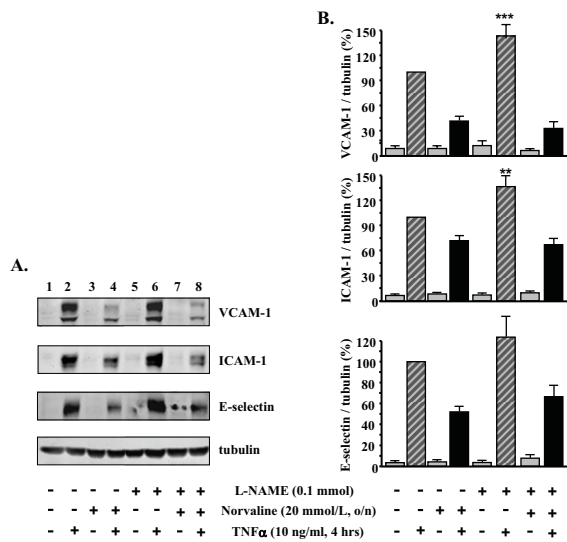 B.
VCAM-1 / tubulin (%)
150
120
90
60
30
0
***
ICAM-1 / tubulin (%)
150
120
90
60
30
0
**
E-selectin / tubulin (%)
120
100
80
60
40
20
0
A.
1 2 3 4 5 6 7 8
VCAM-1
ICAM-1
E-selectin
tubulin
- - - - + + + + L-NAME (0.1 mmol) - - - - + + + +
- - + + - - + + Norvaline (20 mmol/L, o/n) - - + + - - + +
- + - + - + - + TNFα (10 ng/ml, 4 hrs) - + - + - + - +